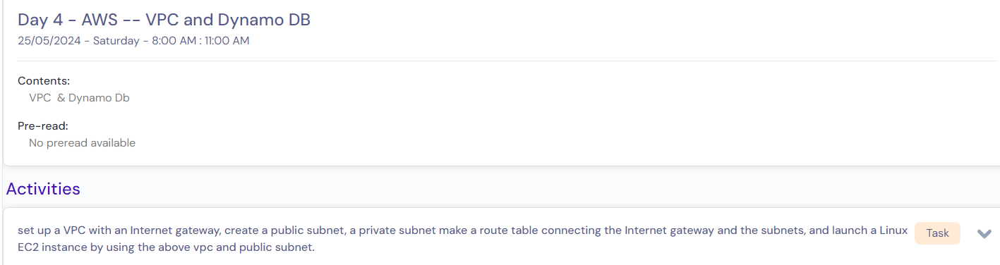 Day 4 - AWS -- VPC and Dynamo DB
25/05/2024 - Saturday - 8:00 AM : 11:00 AM
Contents:
VPC & Dynamo Db
Pre-read:
No preread available
Activities
set up a VPC with an Internet gateway, create a public subnet, a private subnet make a route table connecting the Internet gateway and the subnets, and launch a Linux
Task
EC2 instance by using the above vpc and public subnet.